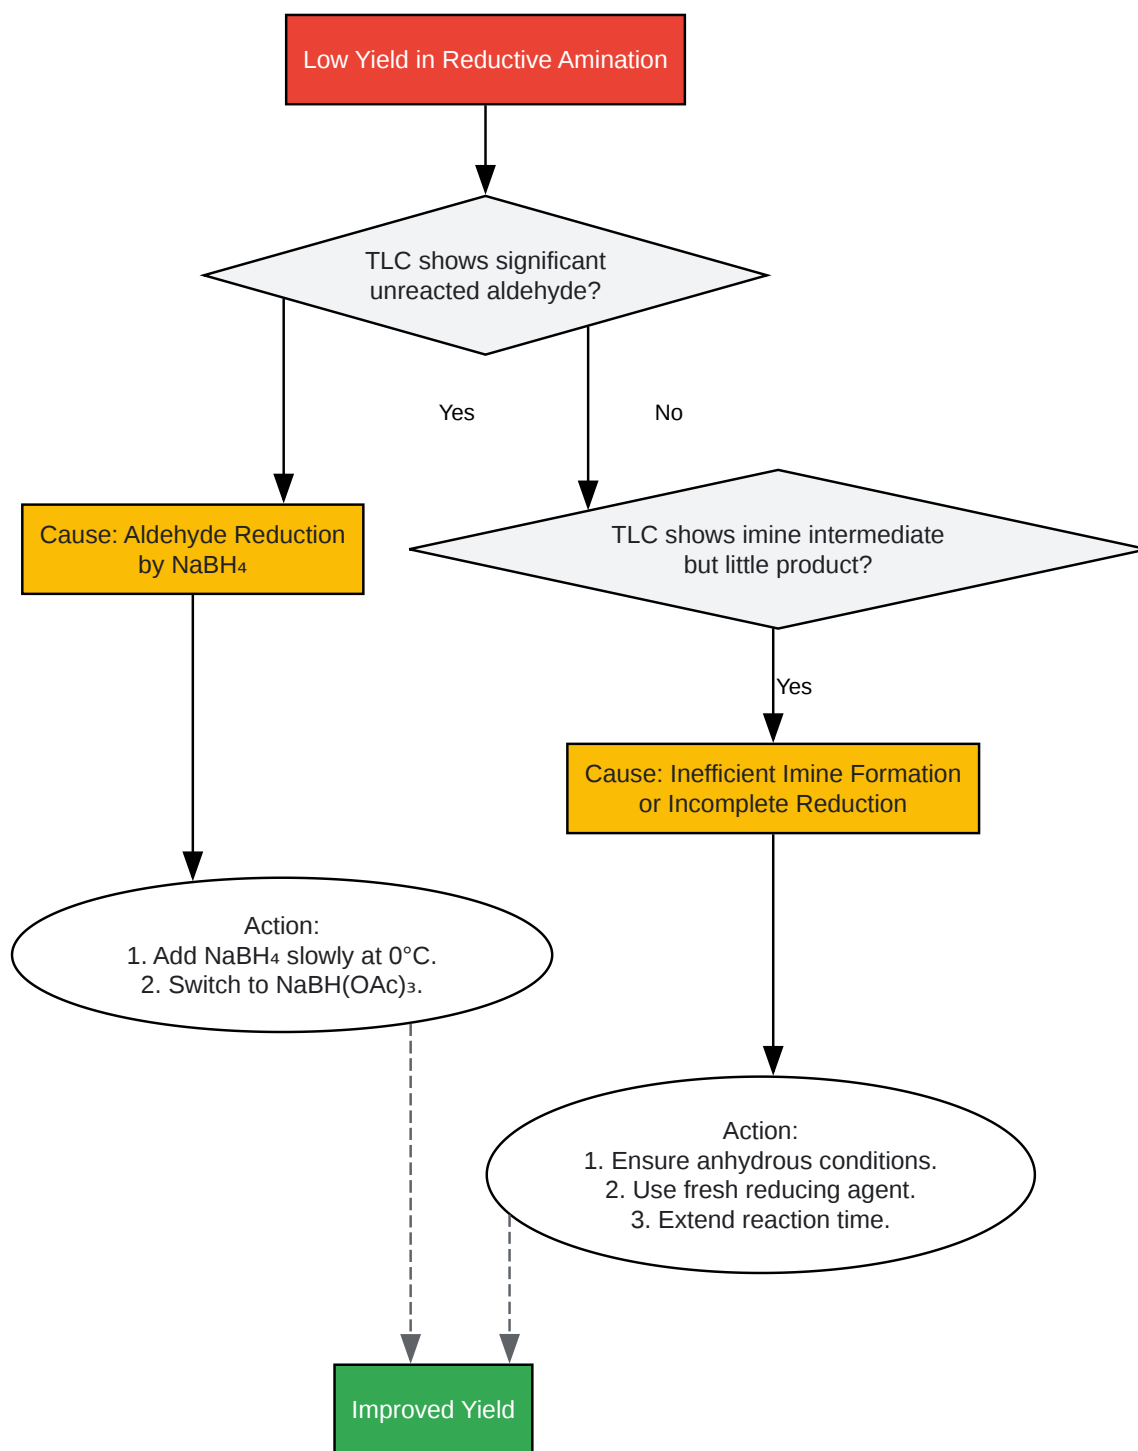 Low Yield in Reductive Amination
TLC shows significant
unreacted aldehyde?
Yes
No
Cause: Aldehyde Reduction
by NaBH₄
TLC shows imine intermediate
but little product?
Yes
Cause: Inefficient Imine Formation
or Incomplete Reduction
Action:
1. Add NaBH₄ slowly at 0°C.
2. Switch to NaBH(OAc)₃.
Action:
1. Ensure anhydrous conditions.
2. Use fresh reducing agent.
3. Extend reaction time.
Improved Yield